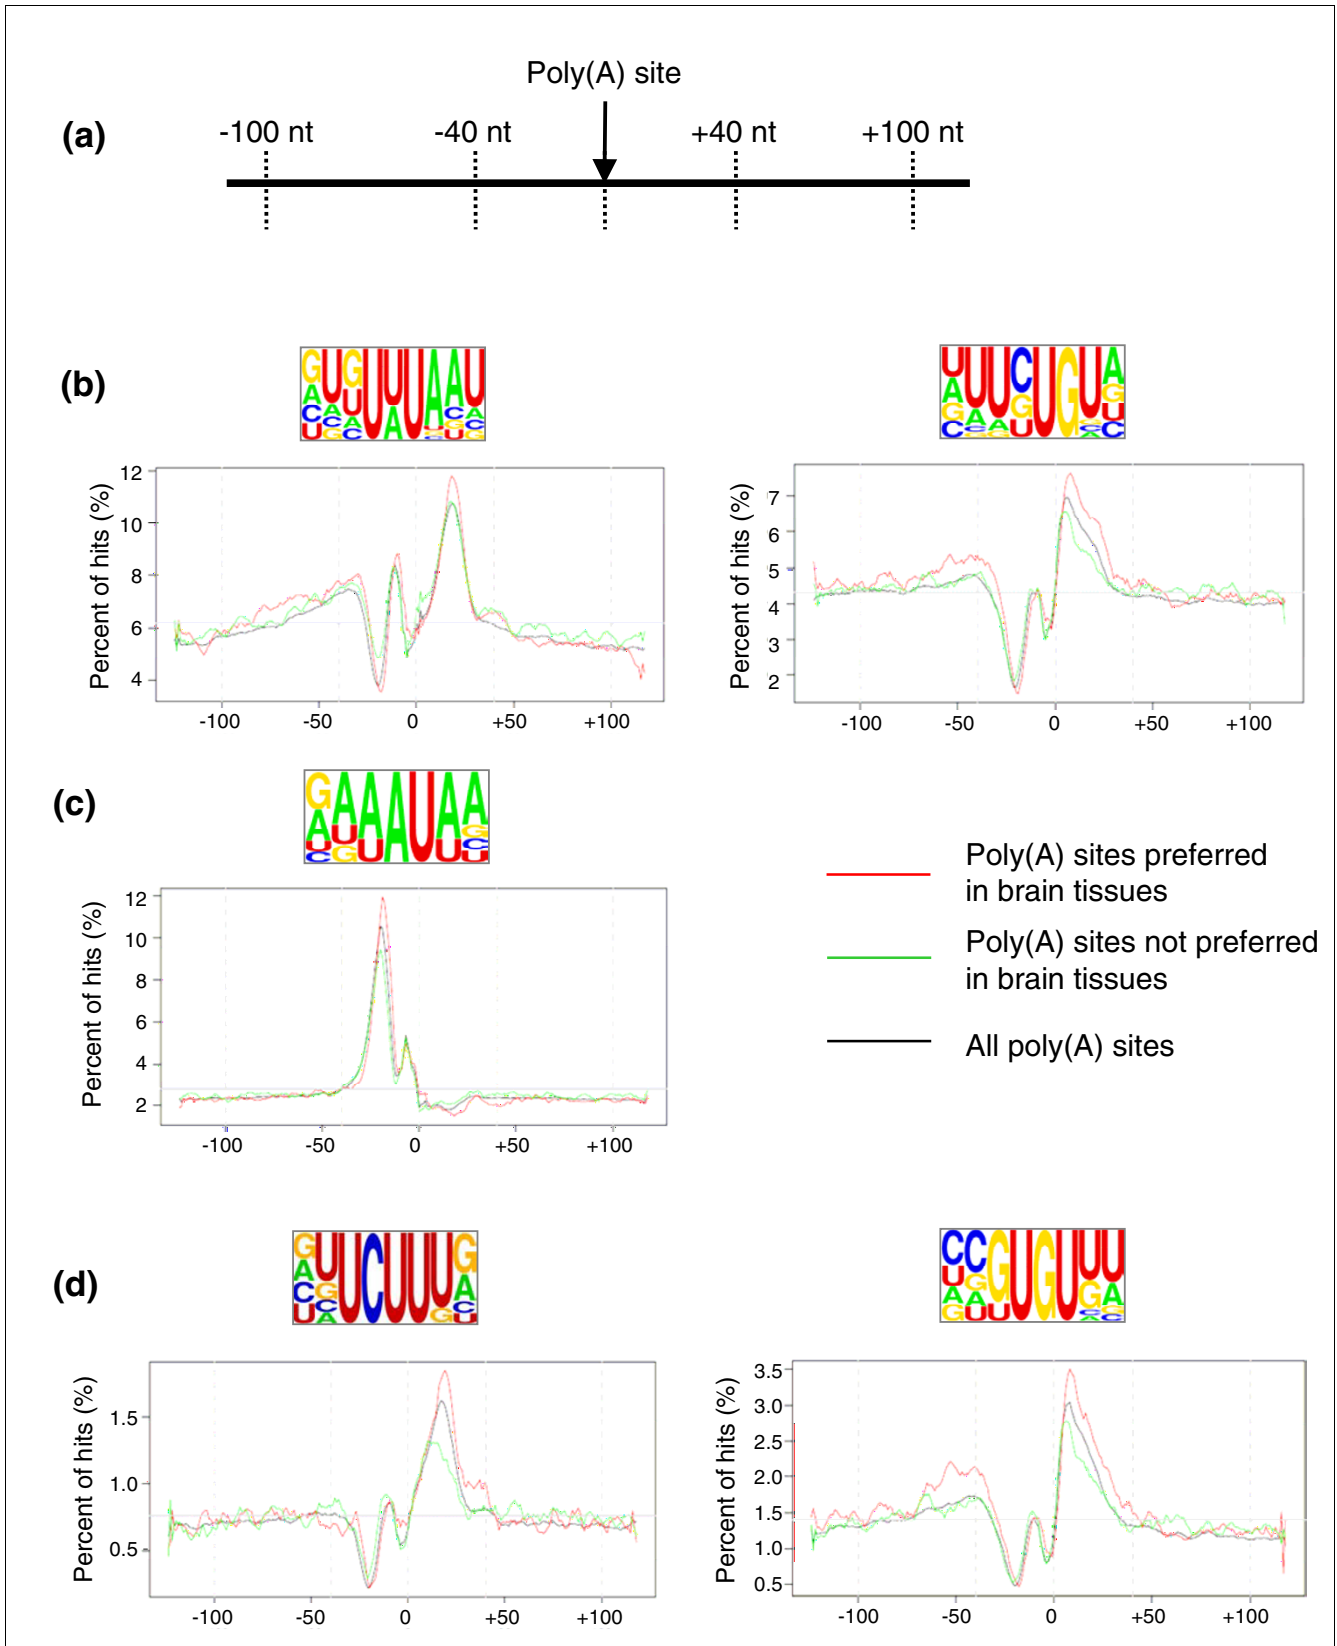 Poly(A) site
(a)
-100 nt
-40 nt
+40 nt
+100 nt
(b)
Percent of hits (%)
12
10
8
6
4
-100
-50
0
+50
+100
Percent of hits (%)
7
6
5
4
3
2
-100
-50
0
+50
+100
(c)
Percent of hits (%)
12
10
8
6
4
2
-100
-50
0
+50
+100
Poly(A) sites preferred
in brain tissues
Poly(A) sites not preferred
in brain tissues
All poly(A) sites
(d)
Percent of hits (%)
1.5
1.0
0.5
-100
-50
0
+50
+100
Percent of hits (%)
3.5
3.0
2.5
2.0
1.5
1.0
0.5
-100
-50
0
+50
+100